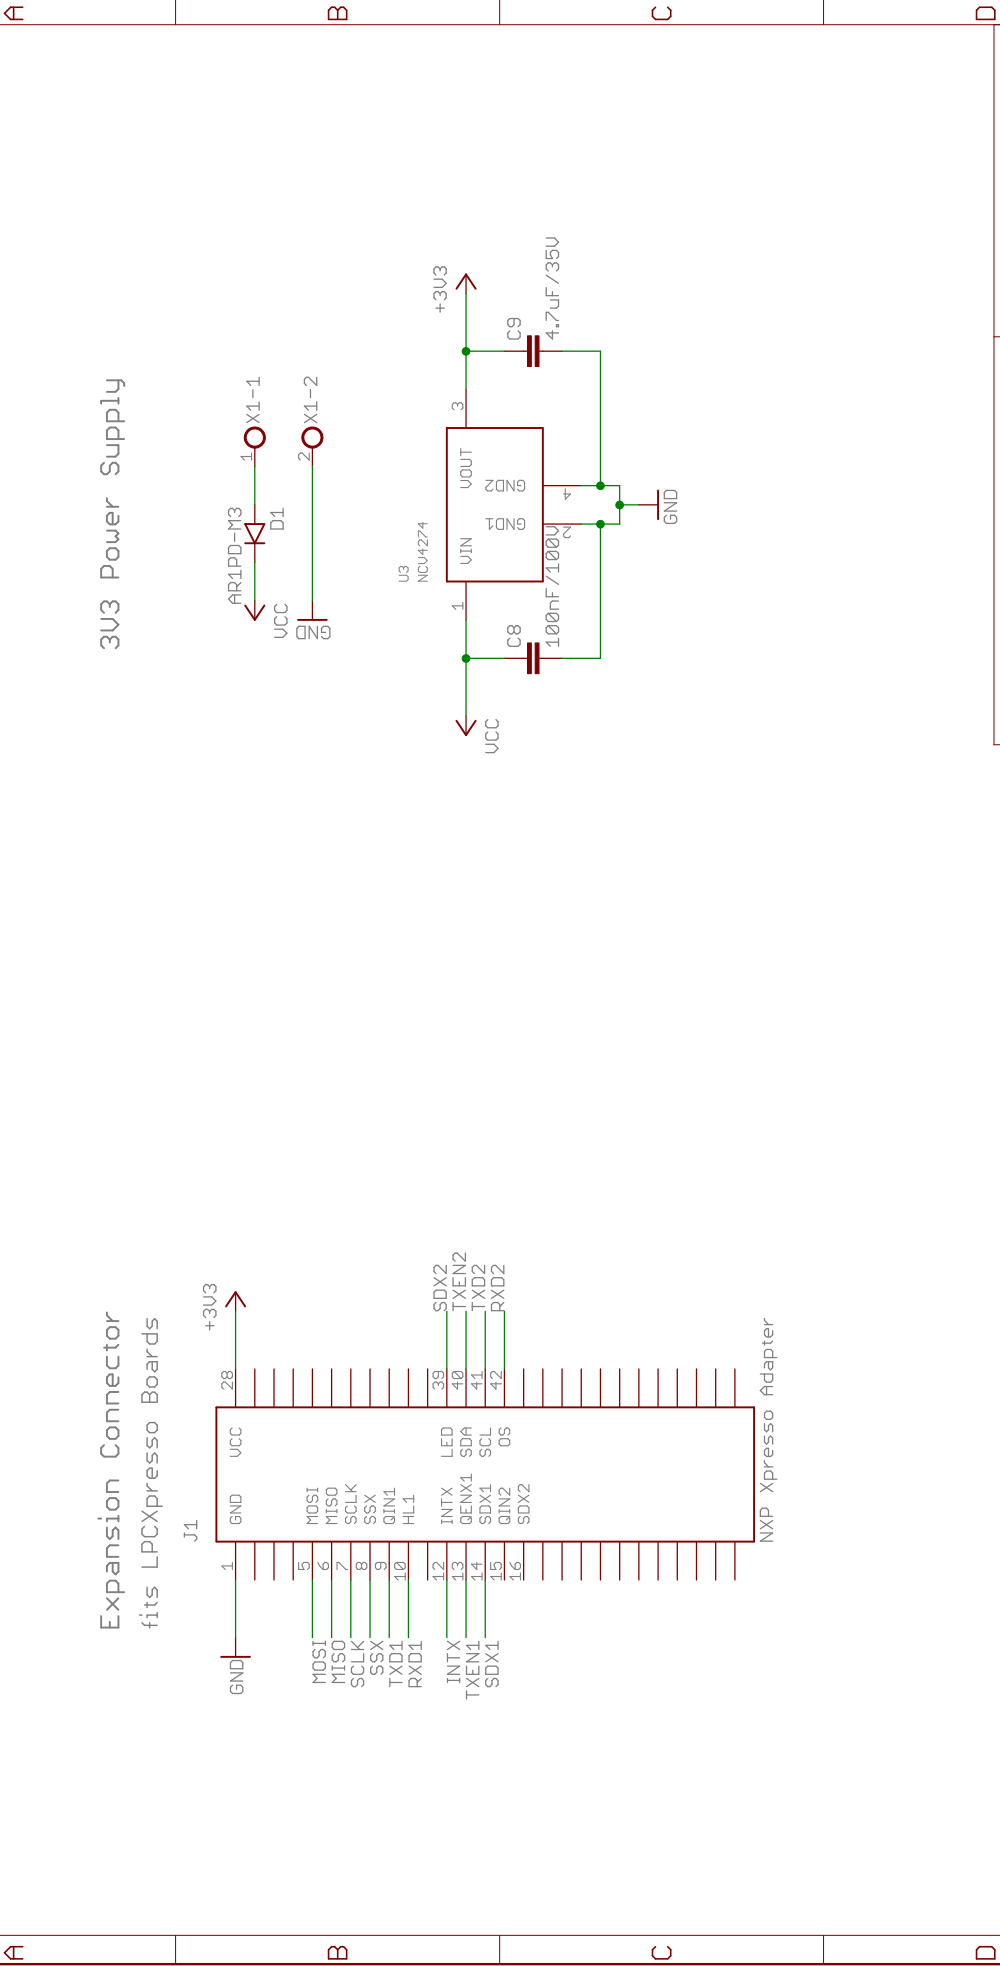 A
B
C
D
3V3 Power Supply
AR1PD-M3
D1
VCC
GND
1
X1-1
2
X1-2
U3
NCV4274
VIN
VOUT
GND1
GND2
1
3
2
4
VCC
+3V3
C8
100nF/100V
C9
4.7uF/35V
GND
Expansion Connector
fits LPCXpresso Boards
J1
GND
1
GND
VCC
28
+3V3
MOSI
5
MOSI
MISO
6
MISO
SCLK
7
SCLK
SSX
8
SSX
TXD1
9
QIN1
RXD1
10
HL1
INTX
12
INTX
LED
39
SDX2
TXEN1
13
QENX1
SDA
40
TXEN2
SDX1
14
SDX1
SCL
41
TXD2
15
QIN2
OS
42
RXD2
16
SDX2
NXP Xpresso Adapter
A
B
C
D